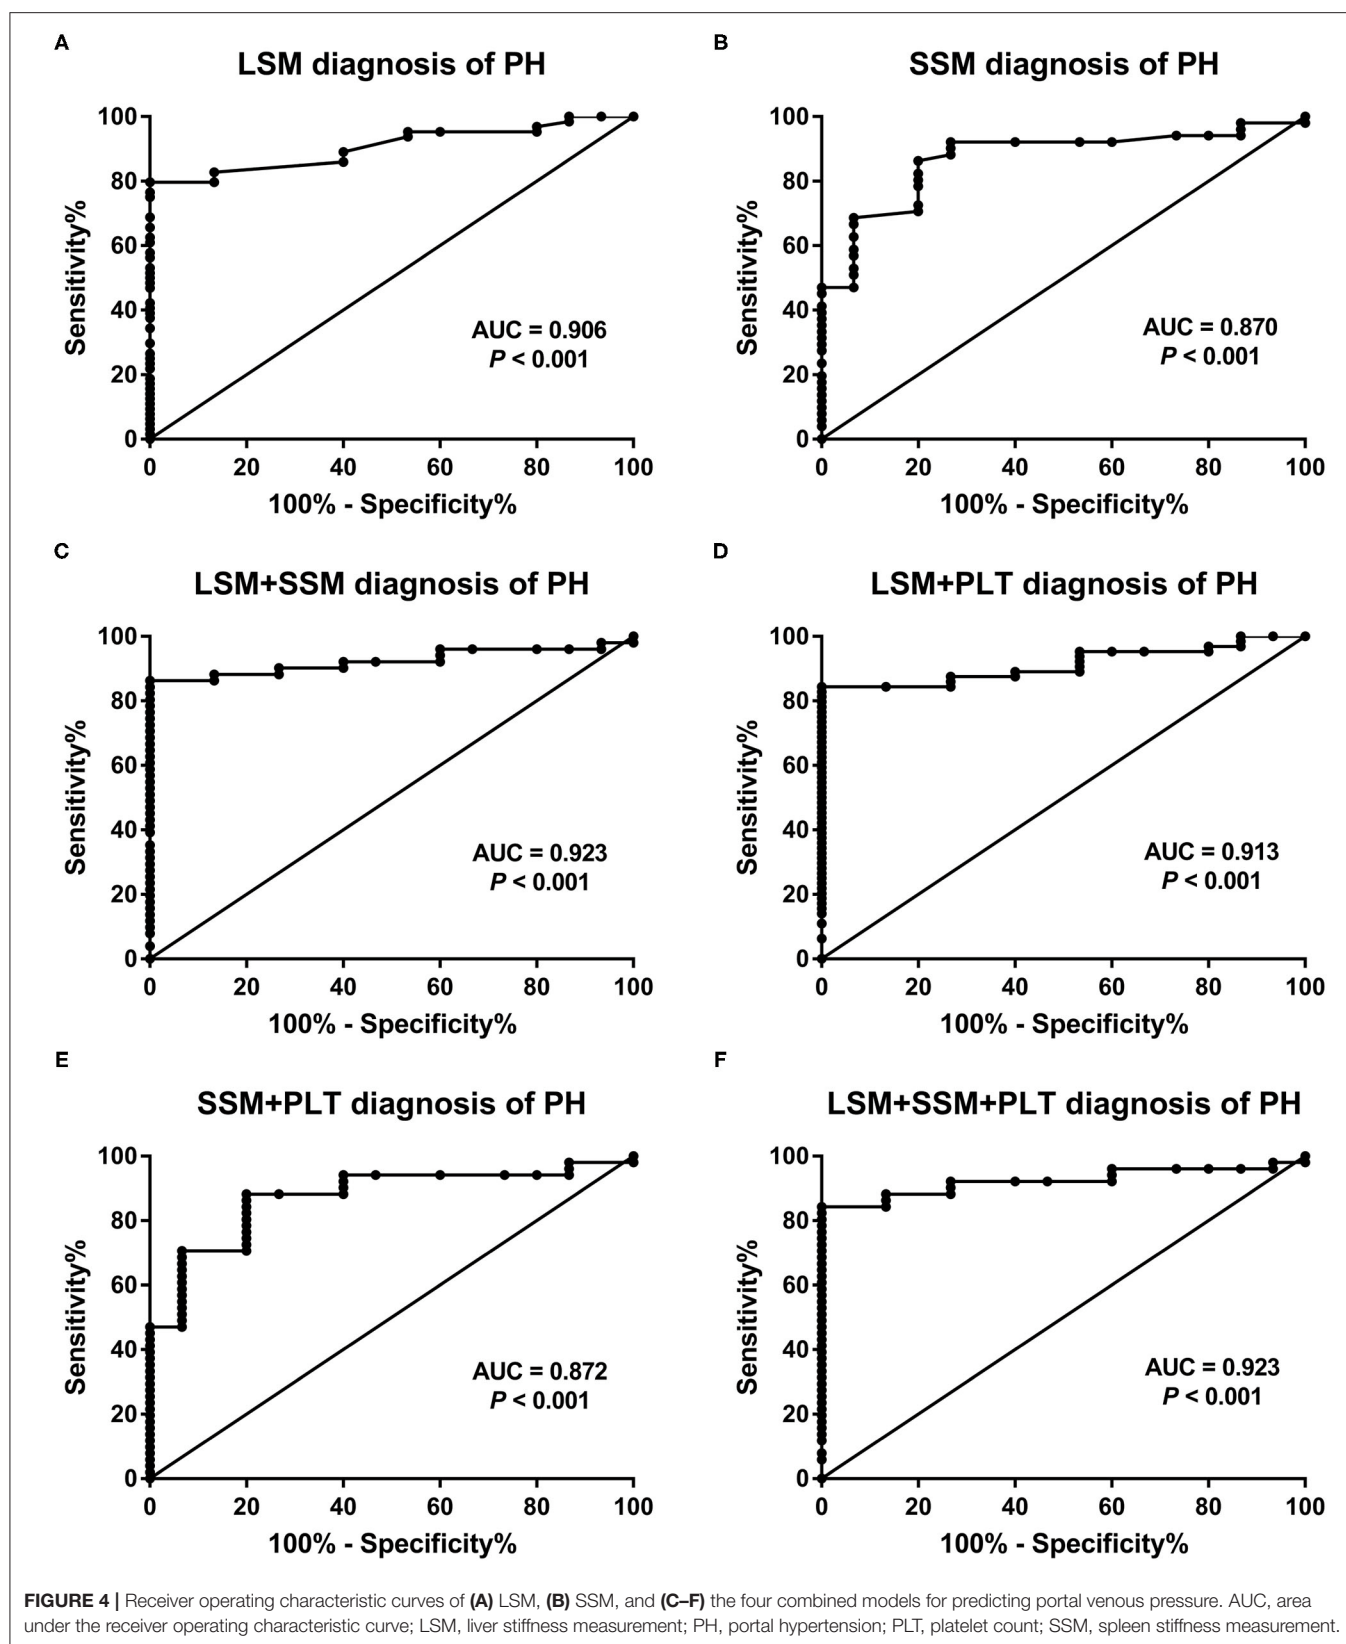 A
LSM diagnosis of PH
100
80
60
40
20
0
Sensitivity%
AUC = 0.906
P < 0.001
0 20 40 60 80 100
100% - Specificity%
B
SSM diagnosis of PH
100
80
60
40
20
0
Sensitivity%
AUC = 0.870
P < 0.001
0 20 40 60 80 100
100% - Specificity%
C
LSM+SSM diagnosis of PH
100
80
60
40
20
0
Sensitivity%
AUC = 0.923
P < 0.001
0 20 40 60 80 100
100% - Specificity%
D
LSM+PLT diagnosis of PH
100
80
60
40
20
0
Sensitivity%
AUC = 0.913
P < 0.001
0 20 40 60 80 100
100% - Specificity%
E
SSM+PLT diagnosis of PH
100
80
60
40
20
0
Sensitivity%
AUC = 0.872
P < 0.001
0 20 40 60 80 100
100% - Specificity%
F
LSM+SSM+PLT diagnosis of PH
100
80
60
40
20
0
Sensitivity%
AUC = 0.923
P < 0.001
0 20 40 60 80 100
100% - Specificity%
FIGURE 4 | Receiver operating characteristic curves of (A) LSM, (B) SSM, and (C–F) the four combined models for predicting portal venous pressure. AUC, area
under the receiver operating characteristic curve; LSM, liver stiffness measurement; PH, portal hypertension; PLT, platelet count; SSM, spleen stiffness measurement.